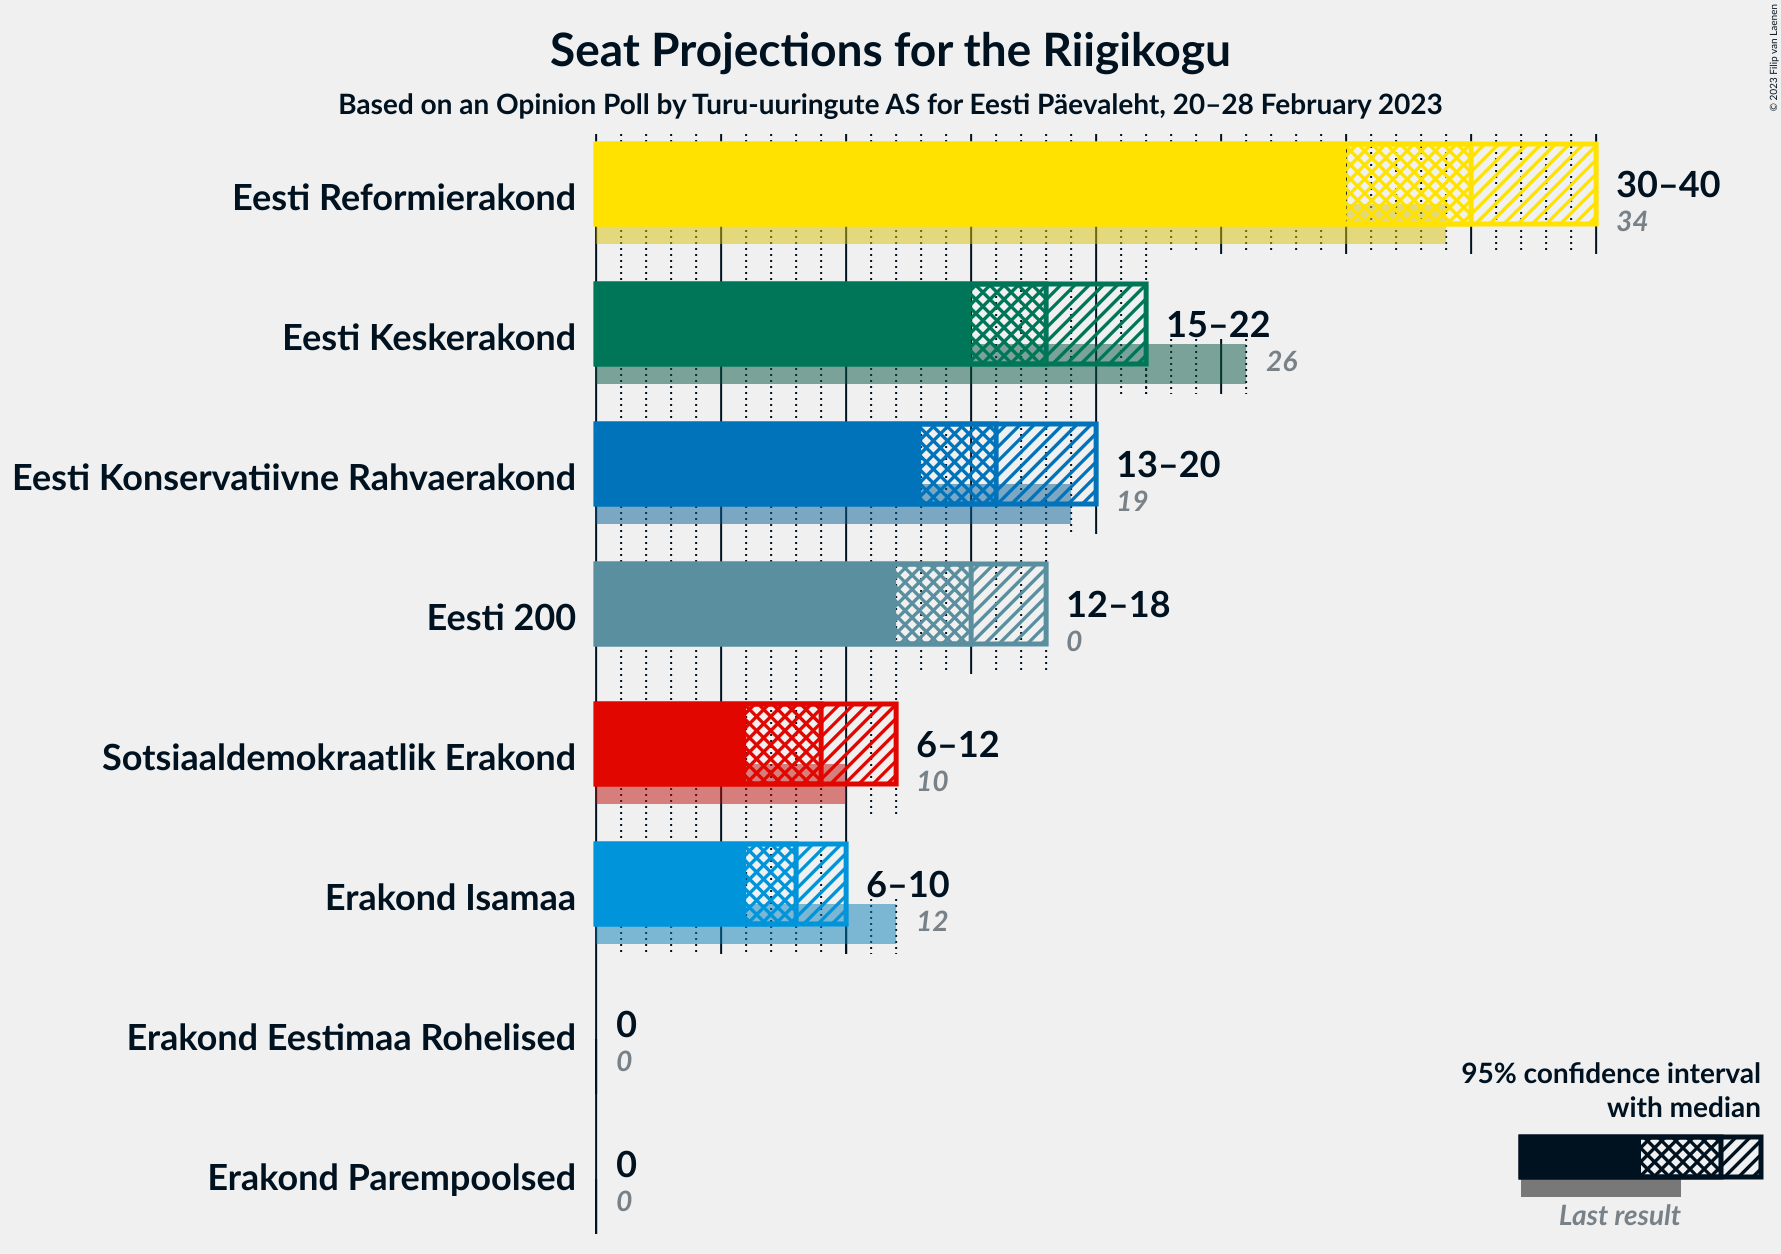 Seat Projections for the Riigikogu
Based on an Opinion Poll by Turu-uuringute AS for Eesti Päevaleht, 20–28 February 2023
© 2023 Filip van Laenen
Eesti Reformierakond
30–40
34
Eesti Keskerakond
15–22
26
Eesti Konservatiivne Rahvaerakond
13–20
19
Eesti 200
12–18
0
Sotsiaaldemokraatlik Erakond
6–12
10
Erakond Isamaa
6–10
12
Erakond Eestimaa Rohelised
0
0
Erakond Parempoolsed
0
0
95% confidence interval
with median
Last result